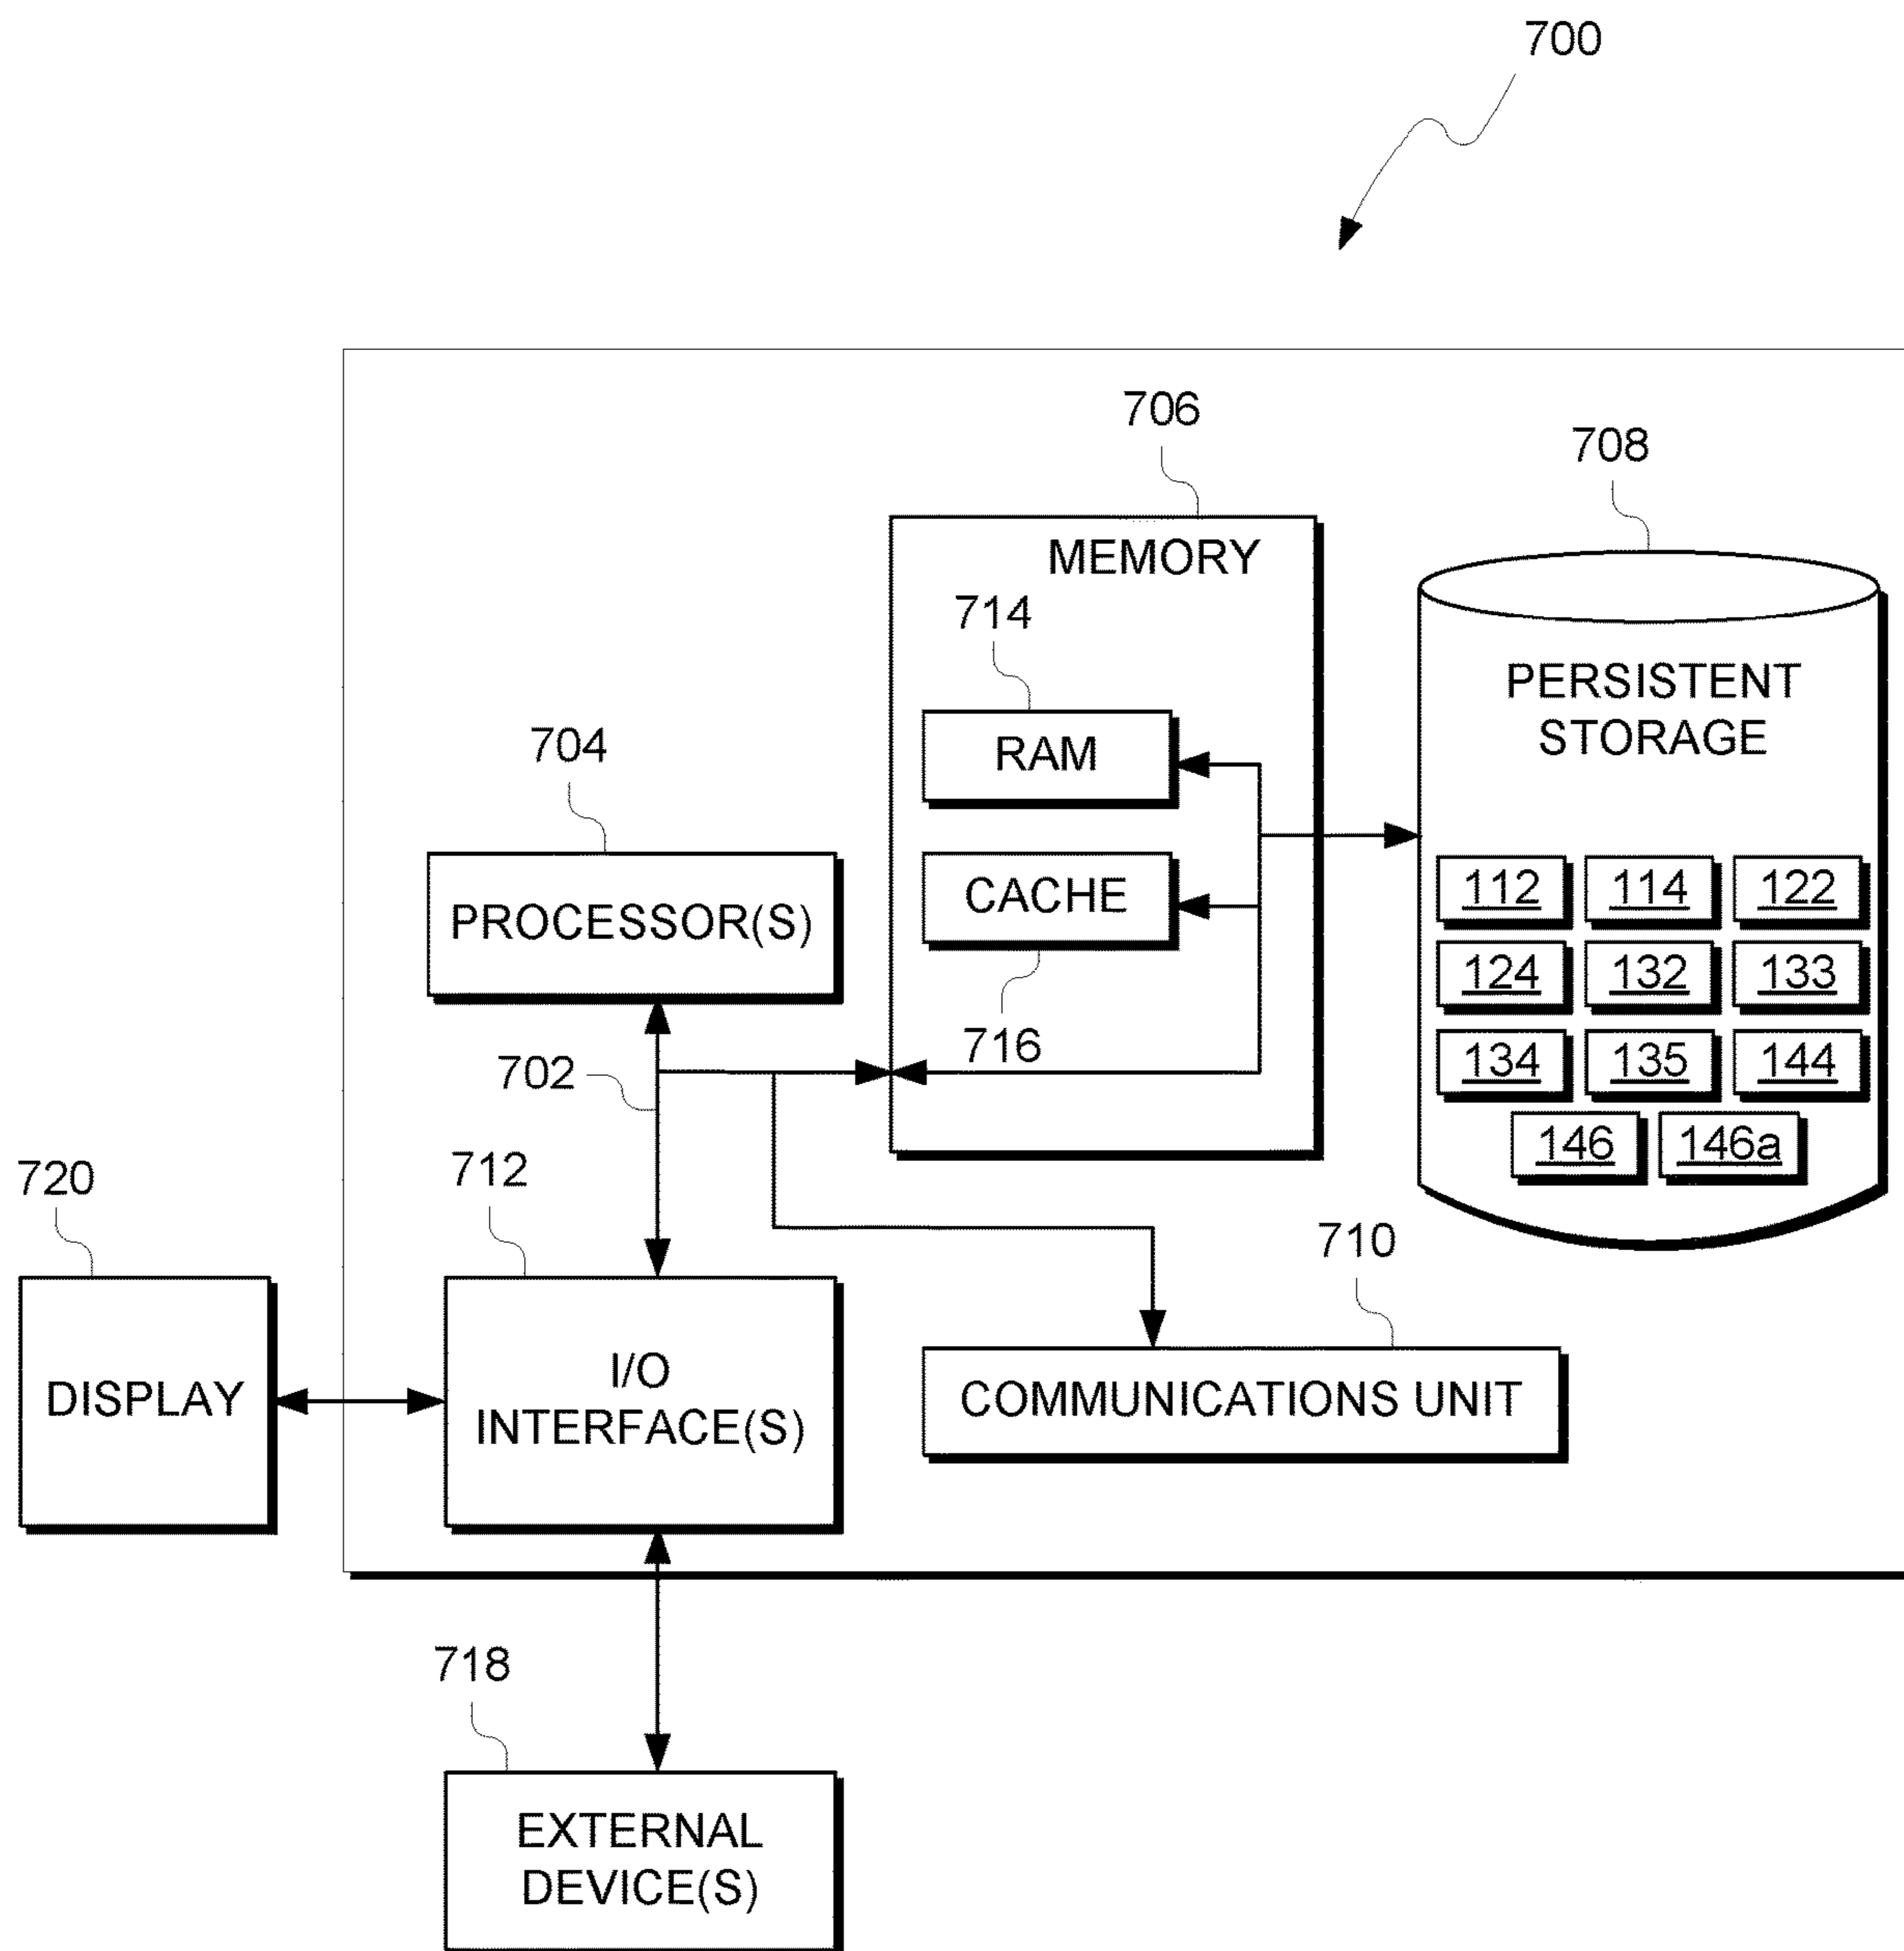 700
706
708
MEMORY
714
PERSISTENT
STORAGE
RAM
704
CACHE
PROCESSOR(S)
112 114 122
124 132 133
716
134 135 144
702
146 146a
720
712
710
I/O
INTERFACE(S)
DISPLAY
COMMUNICATIONS UNIT
718
EXTERNAL
DEVICE(S)